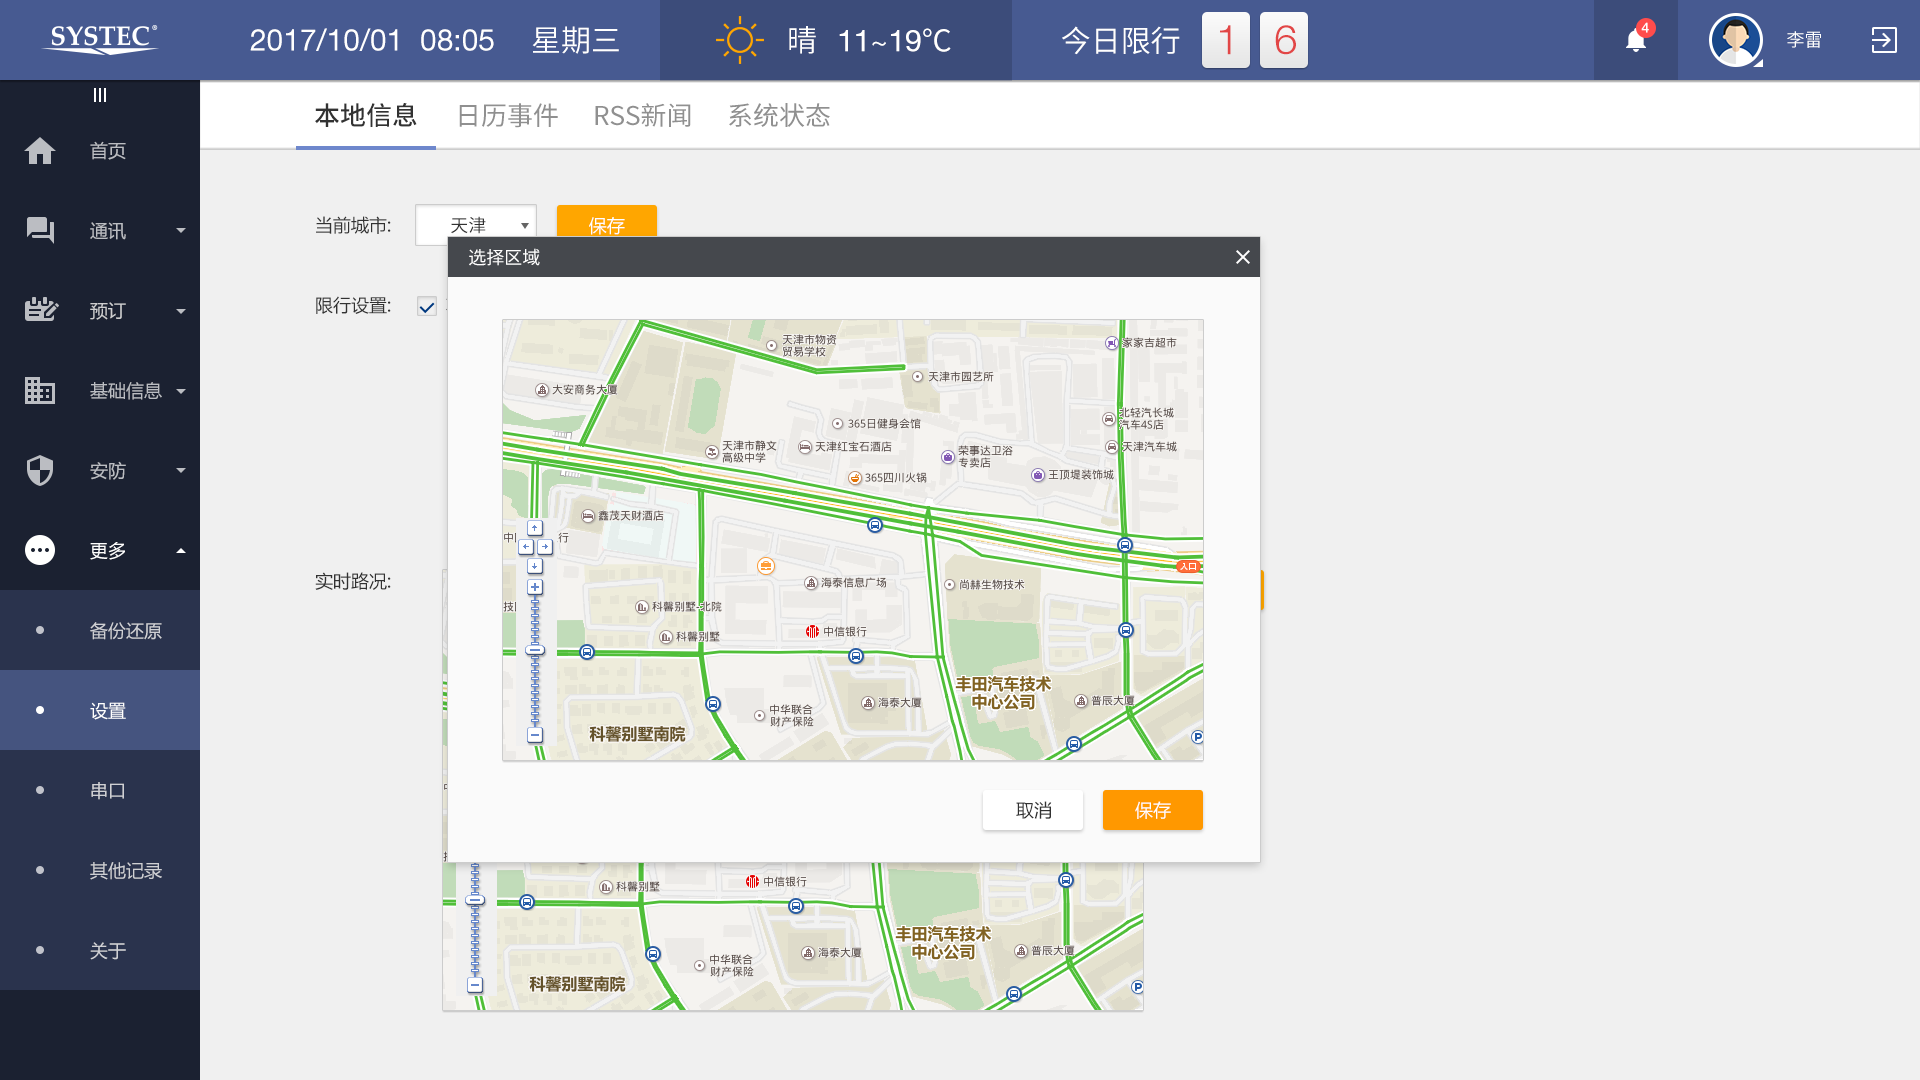 SYSTEC®
2017/10/01 08:05 星期三
晴 11~19℃
今日限行 1 6
4
李雷
首页
通讯
预订
基础信息
安防
更多
备份还原
设置
串口
其他记录
关于
本地信息 日历事件 RSS新闻 系统状态
当前城市: 天津 保存
限行设置:
实时路况:
选择区域
天津市物资
贸易学校
家家吉超市
天津市园艺所
大安商务大厦
365日健身会馆
北轻汽长城
汽车4S店
天津市静文
高级中学
天津红宝石酒店
荣事达卫浴
专卖店
天津汽车城
365四川火锅
王顶堤装饰城
鑫茂天财酒店
中
行
入口
海泰信息广场
尚赫生物技术
技
科馨别墅-北院
中信银行
科馨别墅
丰田汽车技术
中心公司
海泰大厦
普辰大厦
中华联合
财产保险
科馨别墅南院
P
取消 保存
科馨别墅
中信银行
丰田汽车技术
中心公司
海泰大厦
普辰大厦
中华联合
财产保险
科馨别墅南院
P